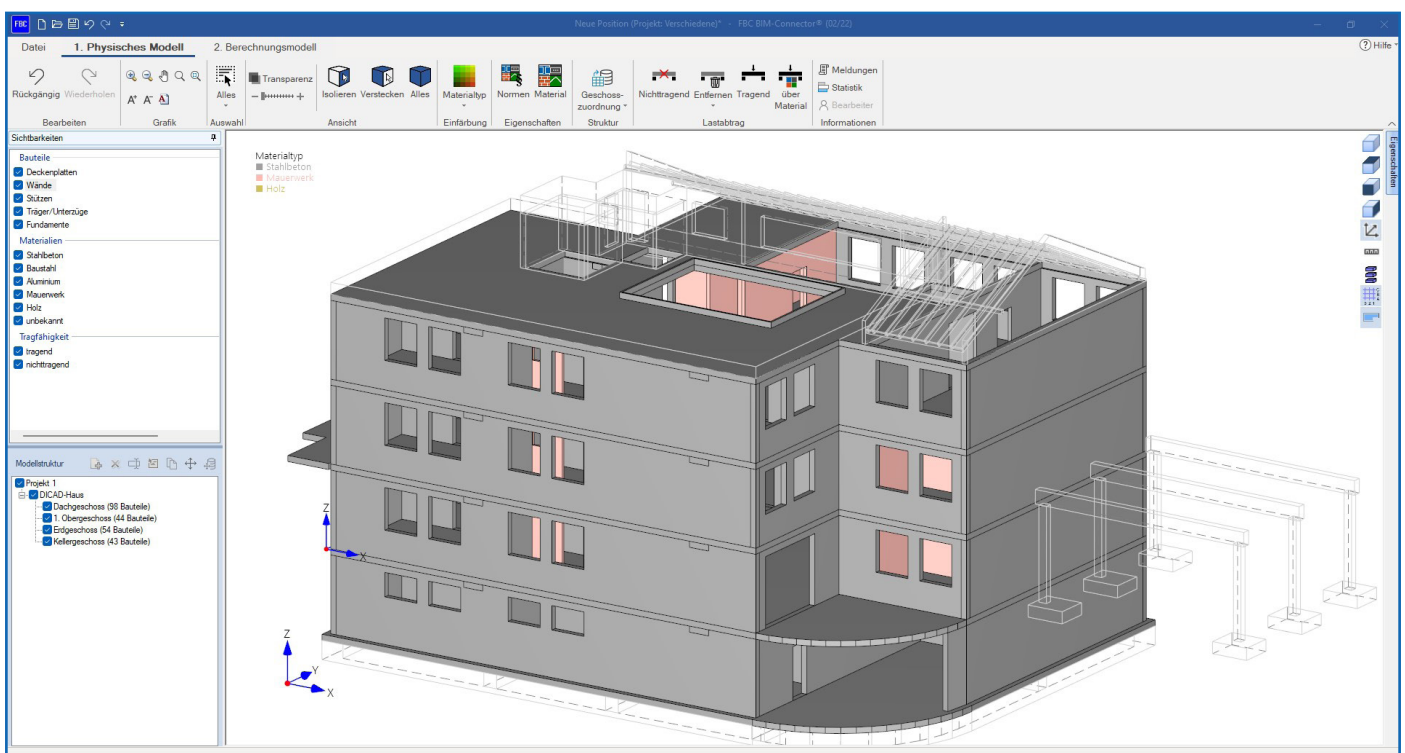 FBC Neue Position (Projekt: Verschiedene)* - FBC BIM-Connector® (02/22)
Datei 1. Physisches Modell 2. Berechnungsmodell Hilfe
Rückgängig Wiederholen Alles Transparenz Isolieren Verstecken Alles Materialtyp Normen Material Geschoss-zuordnung Nichttragend Entfernen Tragend über Material Meldungen
Statistik
Bearbeiter
Bearbeiten Grafik Auswahl Ansicht Einfärbung Eigenschaften Struktur Lastabtrag Informationen
Sichtbarkeiten
Bauteile
Deckenplatten
Wände
Stützen
Träger/Unterzüge
Fundamente
Materialien
Stahlbeton
Baustahl
Aluminium
Mauerwerk
Holz
unbekannt
Tragfähigkeit
tragend
nichttragend
Modellstruktur
Projekt 1
DICAD-Haus
Dachgeschoss (98 Bauteile)
1. Obergeschoss (44 Bauteile)
Erdgeschoss (54 Bauteile)
Kellergeschoss (43 Bauteile)
Materialtyp
Stahlbeton
Mauerwerk
Holz
Z
X
Z
Y
X
Eigenschaften